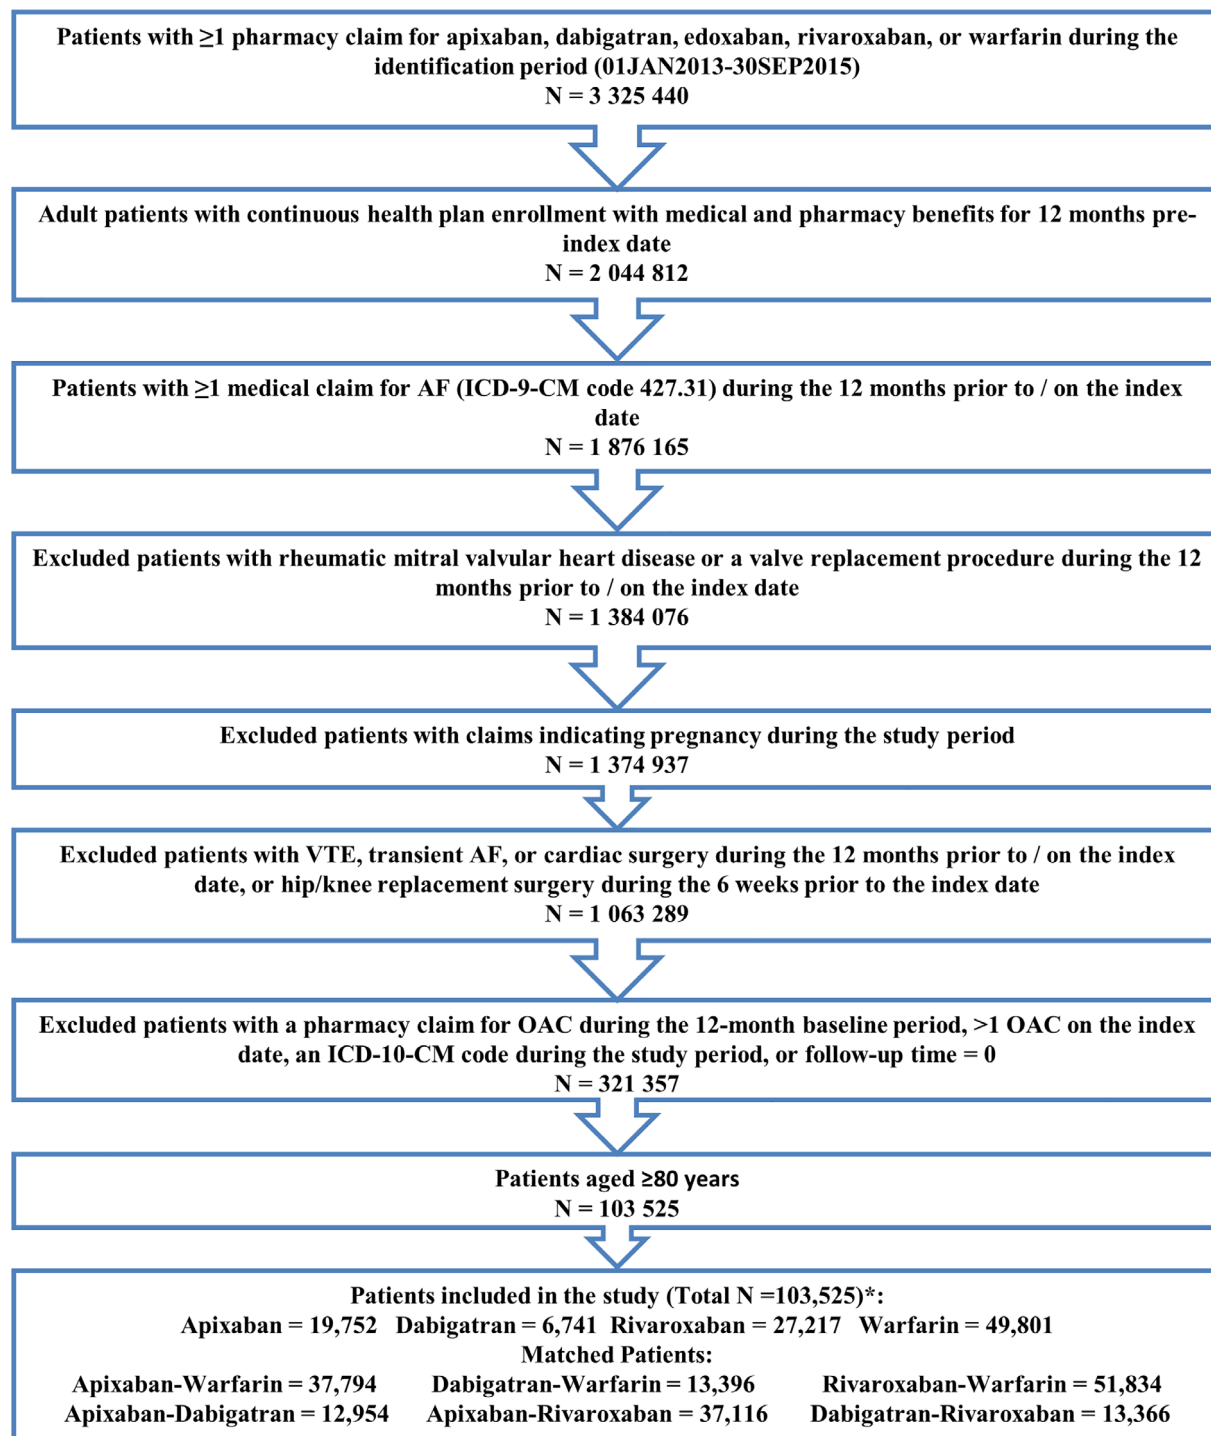 Patients with ≥1 pharmacy claim for apixaban, dabigatran, edoxaban, rivaroxaban, or warfarin during the
identification period (01JAN2013-30SEP2015)
N = 3 325 440
Adult patients with continuous health plan enrollment with medical and pharmacy benefits for 12 months pre-
index date
N = 2 044 812
Patients with ≥1 medical claim for AF (ICD-9-CM code 427.31) during the 12 months prior to / on the index
date
N = 1 876 165
Excluded patients with rheumatic mitral valvular heart disease or a valve replacement procedure during the 12
months prior to / on the index date
N = 1 384 076
Excluded patients with claims indicating pregnancy during the study period
N = 1 374 937
Excluded patients with VTE, transient AF, or cardiac surgery during the 12 months prior to / on the index
date, or hip/knee replacement surgery during the 6 weeks prior to the index date
N = 1 063 289
Excluded patients with a pharmacy claim for OAC during the 12-month baseline period, >1 OAC on the index
date, an ICD-10-CM code during the study period, or follow-up time = 0
N = 321 357
Patients aged ≥80 years
N = 103 525
Patients included in the study (Total N =103,525)*:
Apixaban = 19,752 Dabigatran = 6,741 Rivaroxaban = 27,217 Warfarin = 49,801
Matched Patients:
Apixaban-Warfarin = 37,794 Dabigatran-Warfarin = 13,396 Rivaroxaban-Warfarin = 51,834
Apixaban-Dabigatran = 12,954 Apixaban-Rivaroxaban = 37,116 Dabigatran-Rivaroxaban = 13,366